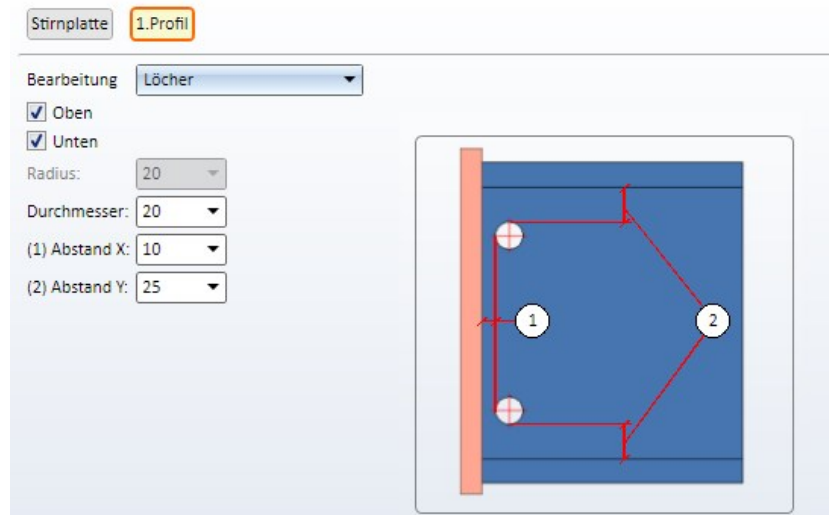 Stirnplatte 1.Profil
Bearbeitung Löcher
Oben
Unten
Radius: 20
Durchmesser: 20
(1) Abstand X: 10
(2) Abstand Y: 25
1 2